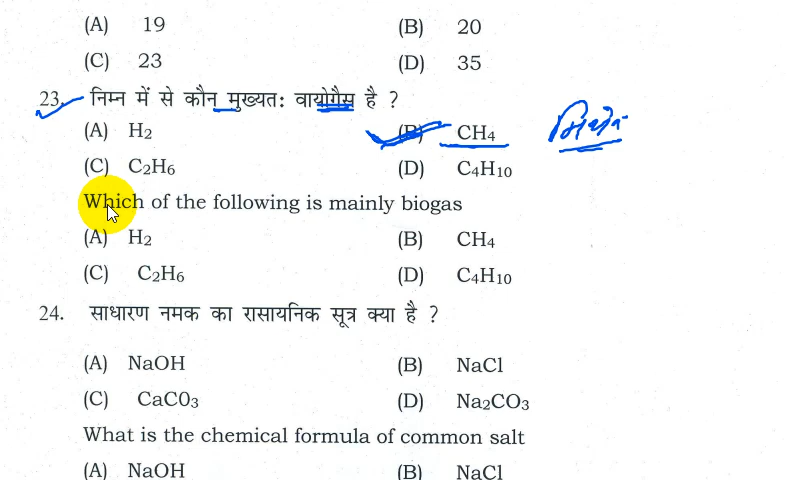 (A) 19 (B) 20
(C) 23 (D) 35
23. निम्न में से कौन मुख्यतः वायोगैस है ?
(A) H2 (B) CH4 मिथेन
(C) C2H6 (D) C4H10
Which of the following is mainly biogas
(A) H2 (B) CH4
(C) C2H6 (D) C4H10
24. साधारण नमक का रासायनिक सूत्र क्या है ?
(A) NaOH (B) NaCl
(C) CaC03 (D) Na2CO3
What is the chemical formula of common salt
(A) NaOH (B) NaCl